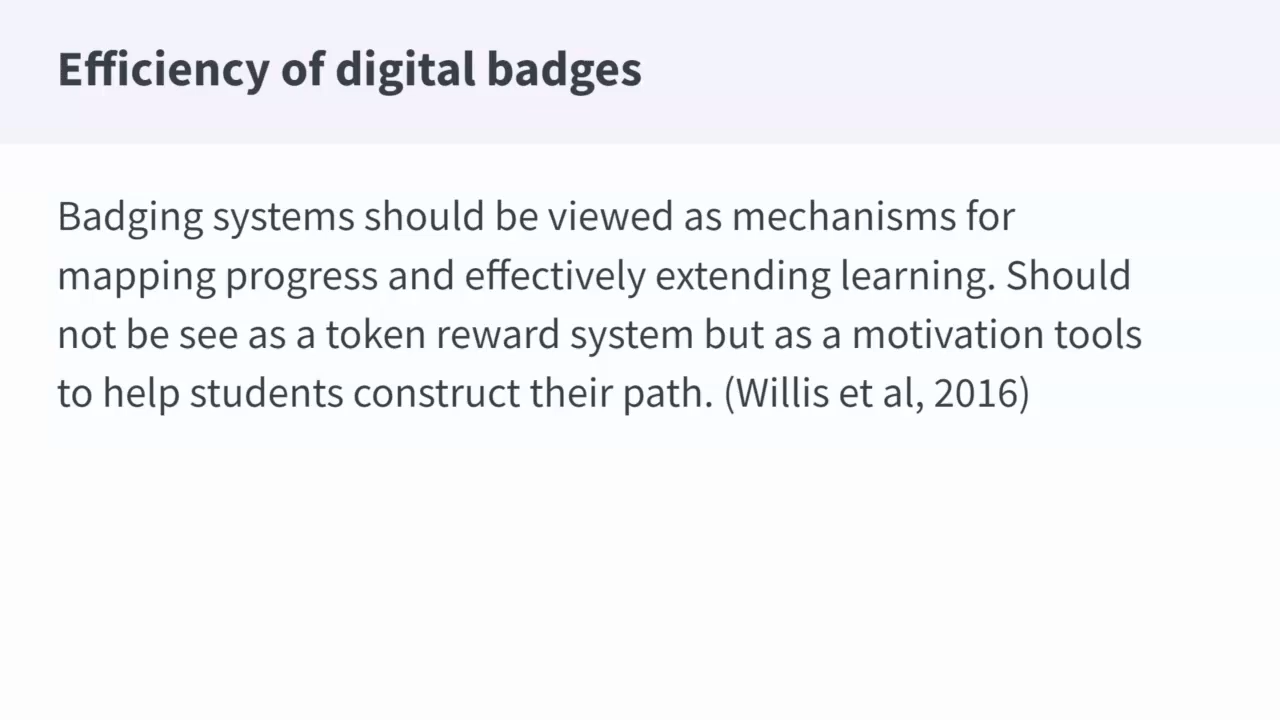 Efficiency of digital badges
Badging systems should be viewed as mechanisms for
mapping progress and effectively extending learning. Should
not be see as a token reward system but as a motivation tools
to help students construct their path. (Willis et al, 2016)